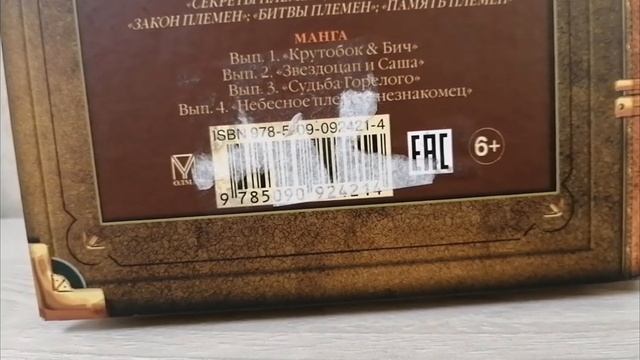 «СЕКРЕТЫ
«ЗАКОН ПЛЕМЕН»; «БИТВЫ ПЛЕМЕН»; «ПАМЯТЬ ПЛЕМЕН»
МАНГА
Вып. 1. «Крутобок & Бич»
Вып. 2. «Звездоцап и Саша»
Вып. 3. «Судьба Горелого»
Вып. 4. «Небесное незнакомец»
ISBN 978-5-09-092421-4
9 785090 924214
EAC
6+